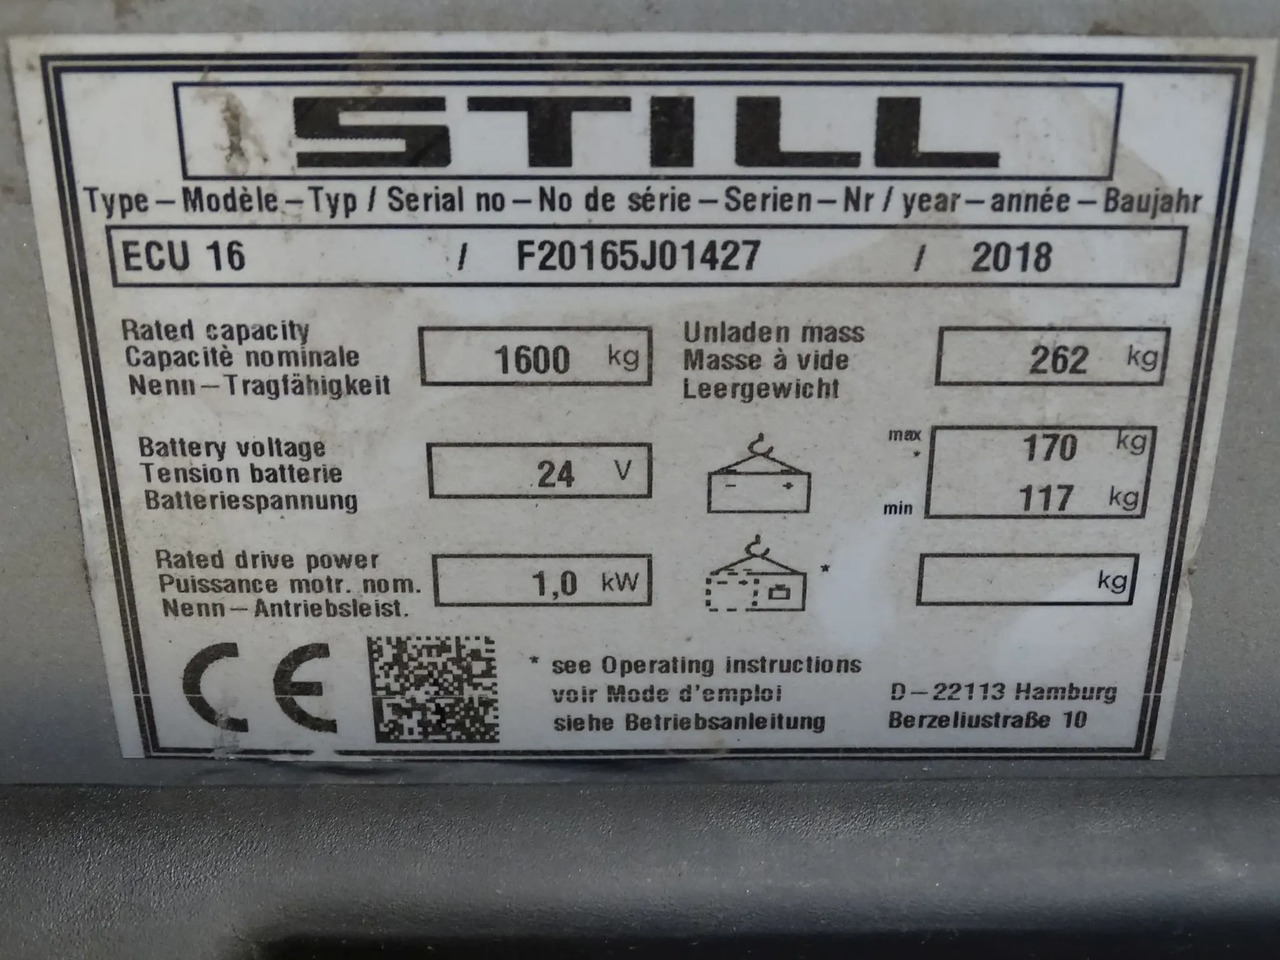 STILL
Type – Modèle – Typ / Serial no – No de série – Serien – Nr / year – année – Baujahr
ECU 16 / F20165J01427 / 2018
Rated capacity
Capacitè nominale
Nenn – Tragfähigkeit
1600 kg
Unladen mass
Masse à vide
Leergewicht
262 kg
Battery voltage
Tension batterie
Batteriespannung
24 V
max
*
170 kg
min
117 kg
Rated drive power
Puissance motr. nom.
Nenn – Antriebsleist.
1,0 kW
*
kg
CE
* see Operating instructions
voir Mode d'emploi
siehe Betriebsanleitung
D – 22113 Hamburg
Berzeliustraße 10